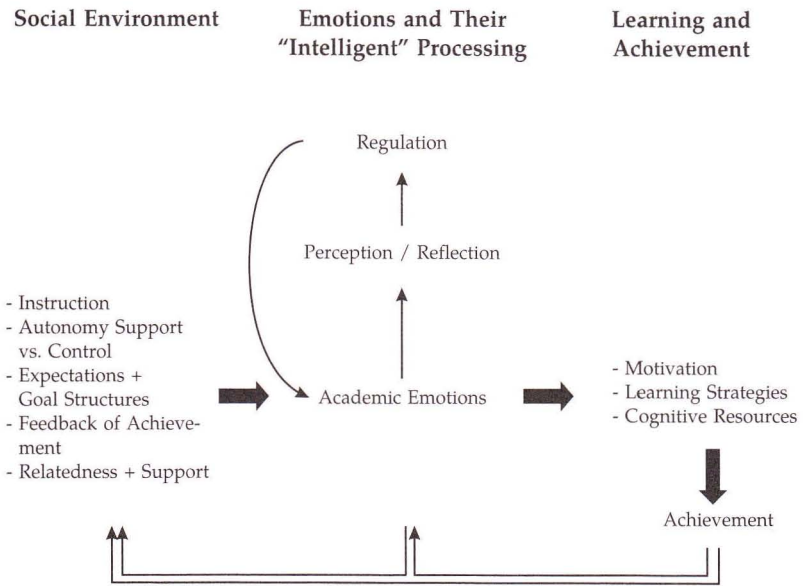 Social Environment
Emotions and Their
“Intelligent” Processing
Learning and
Achievement
Regulation
Perception / Reflection
- Instruction
- Autonomy Support
vs. Control
- Expectations +
Goal Structures
- Feedback of Achieve-
ment
- Relatedness + Support
Academic Emotions
- Motivation
- Learning Strategies
- Cognitive Resources
Achievement